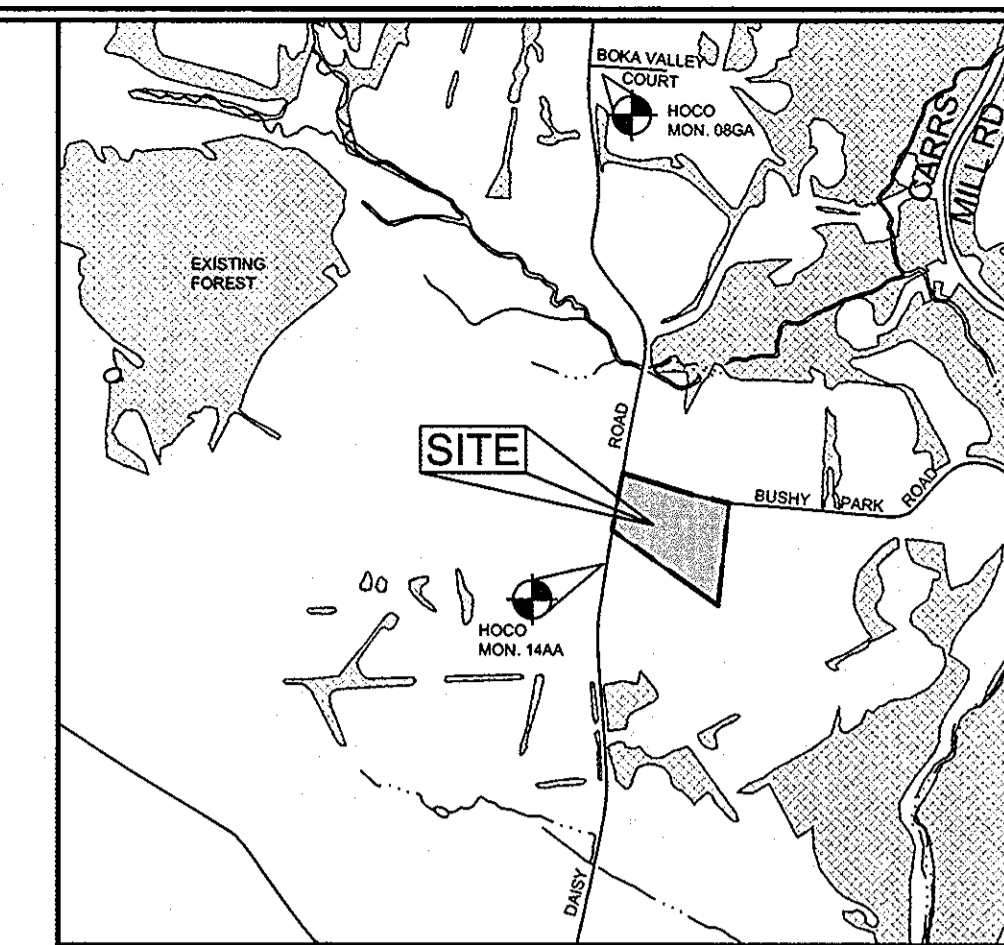 BOKA VALLEY
COURT
HOCO
MON. 08GA
CARRS
MILL RD
EXISTING
FOREST
ROAD
SITE
BUSHY PARK ROAD
HOCO
MON. 14AA
DAISY